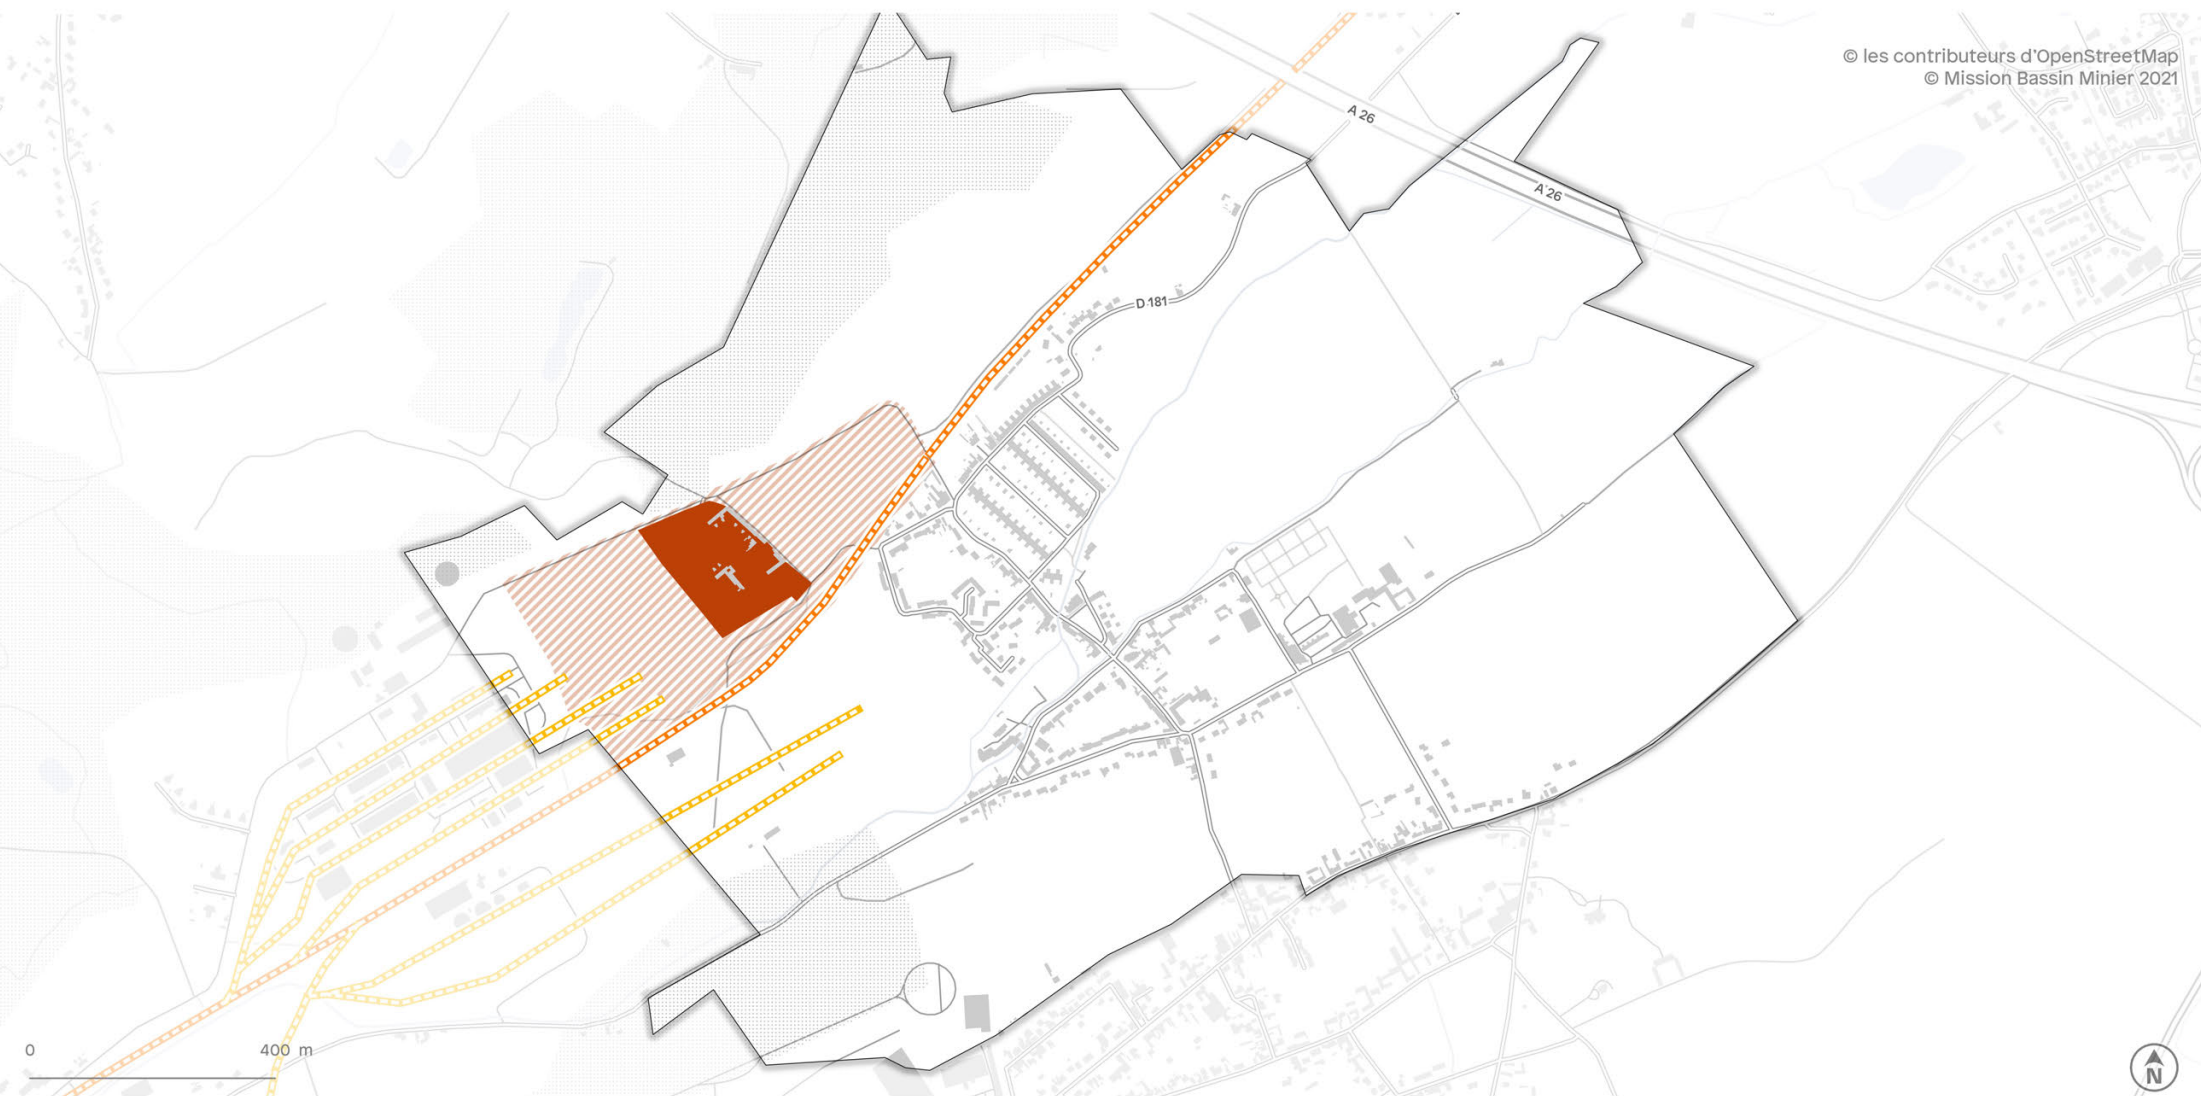 © les contributeurs d'OpenStreetMap
© Mission Bassin Minier 2021
A 26
A 26
D 181
0 400 m
N